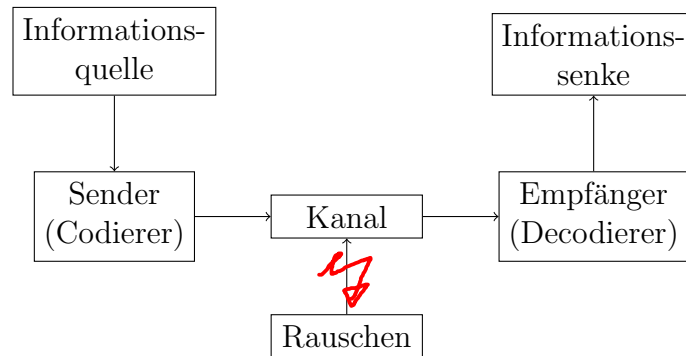 Informations-
quelle
Informations-
senke
Sender
(Codierer)
Kanal
Empfänger
(Decodierer)
Rauschen